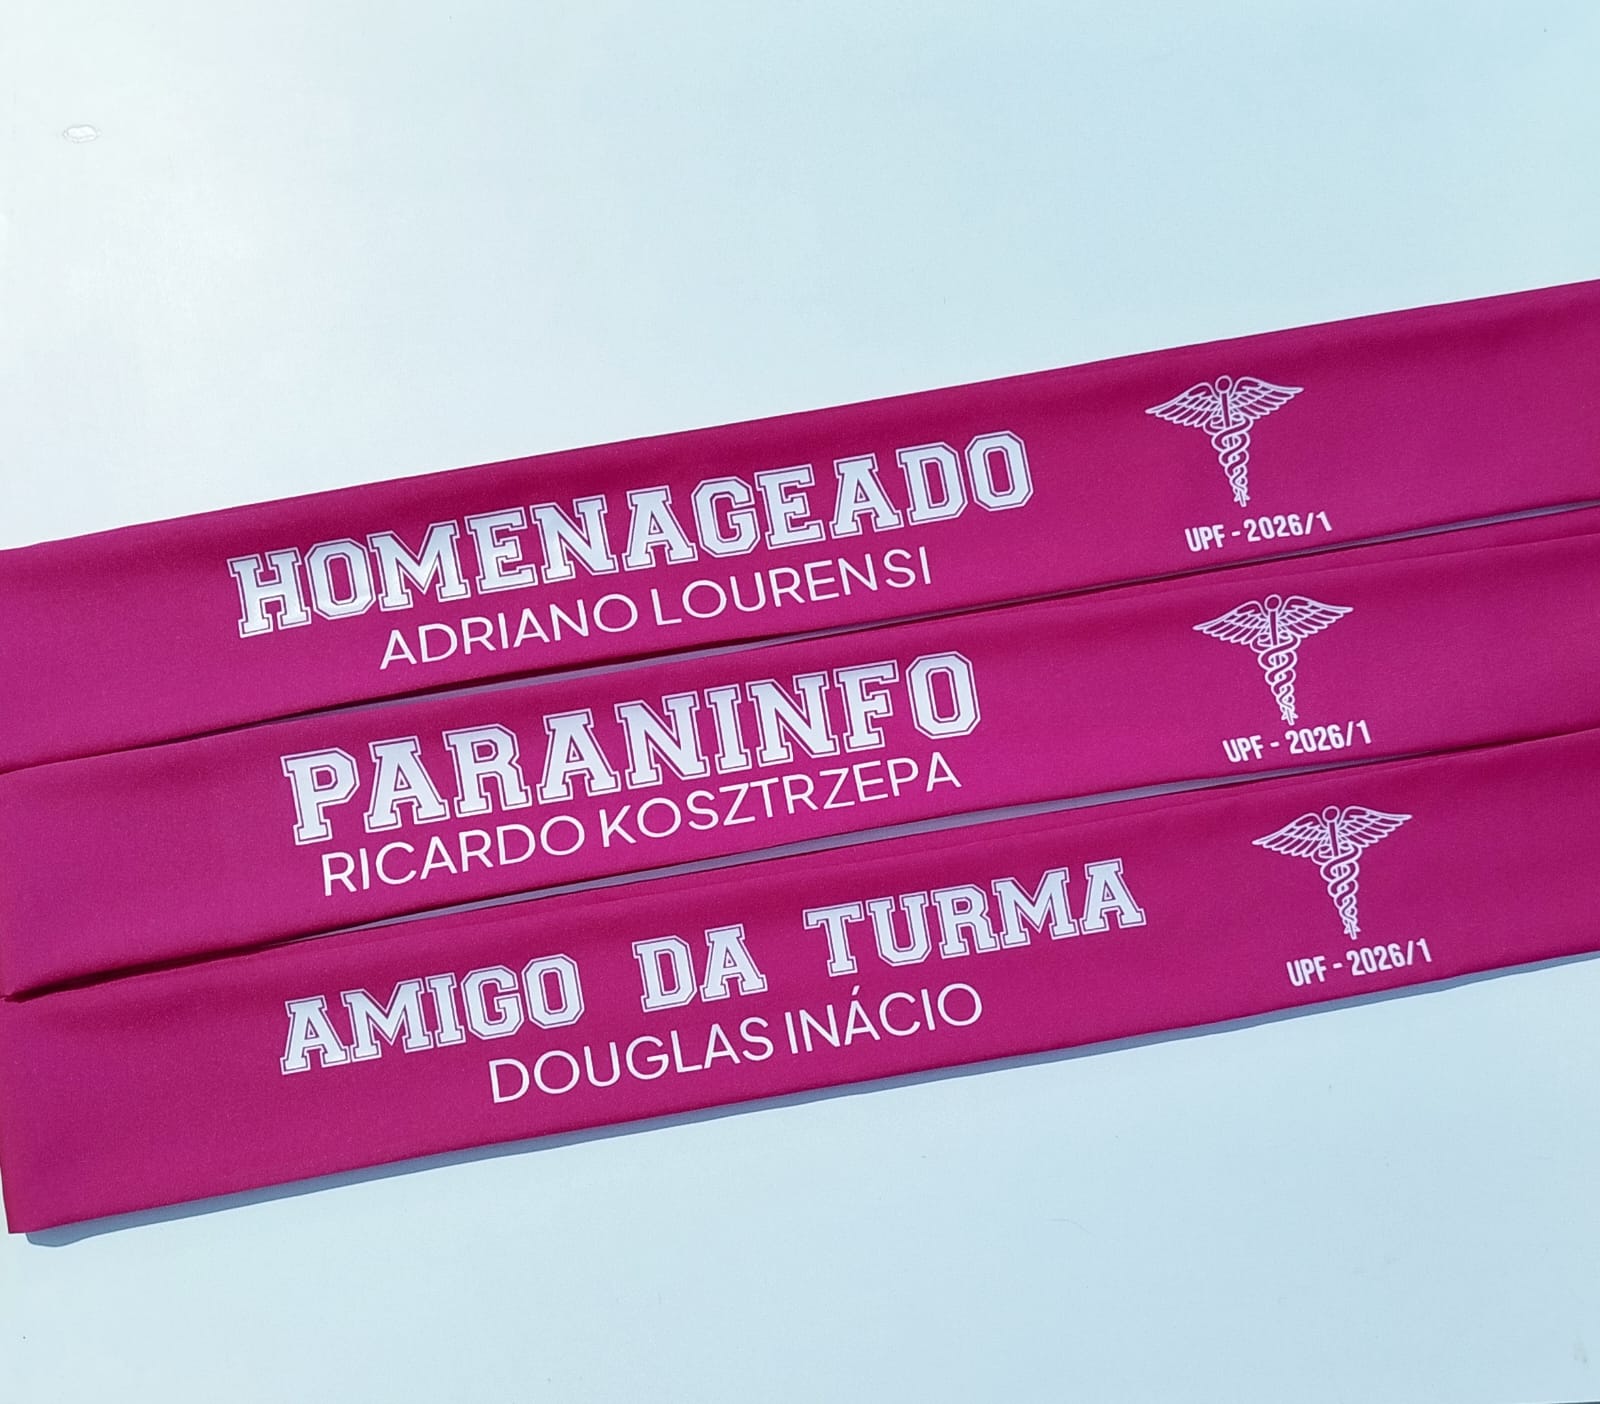 HOMENAGEADO
ADRIANO LOURENSI
UPF - 2026/1
PARANINFO
RICARDO KOSZTRZEPA
UPF - 2026/1
AMIGO DA TURMA
DOUGLAS INÁCIO
UPF - 2026/1